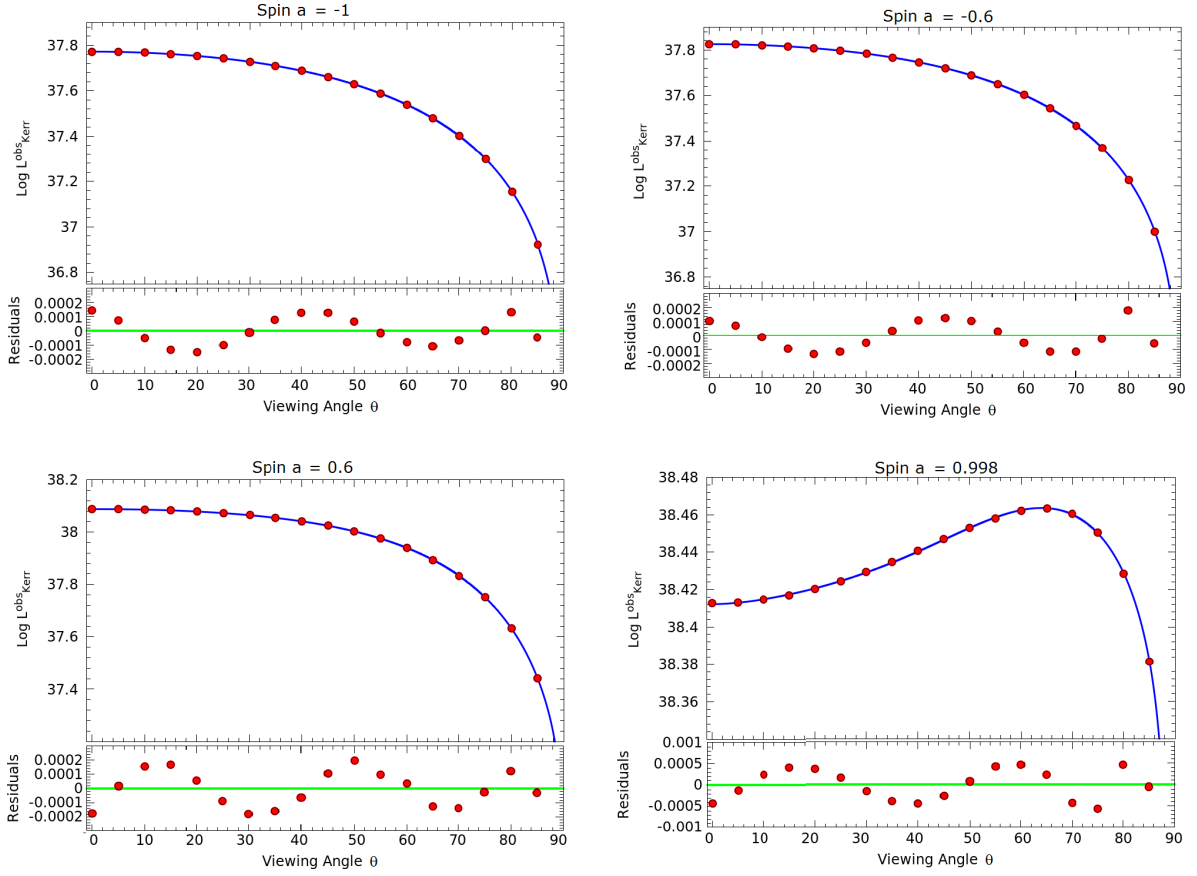 Spin a = -1
Log L^obs_Kerr
37.8
37.6
37.4
37.2
37
36.8
Residuals
0.0002
0.0001
0
-0.0001
-0.0002
0 10 20 30 40 50 60 70 80 90
Viewing Angle θ
Spin a = -0.6
Log L^obs_Kerr
37.8
37.6
37.4
37.2
37
36.8
Residuals
0.0002
0.0001
0
-0.0001
-0.0002
0 10 20 30 40 50 60 70 80 90
Viewing Angle θ
Spin a = 0.6
Log L^obs_Kerr
38.2
38
37.8
37.6
37.4
Residuals
0.0002
0.0001
0
-0.0001
-0.0002
0 10 20 30 40 50 60 70 80 90
Viewing Angle θ
Spin a = 0.998
Log L^obs_Kerr
38.48
38.46
38.44
38.42
38.4
38.38
38.36
Residuals
0.001
0.0005
0
-0.0005
-0.001
0 10 20 30 40 50 60 70 80 90
Viewing Angle θ